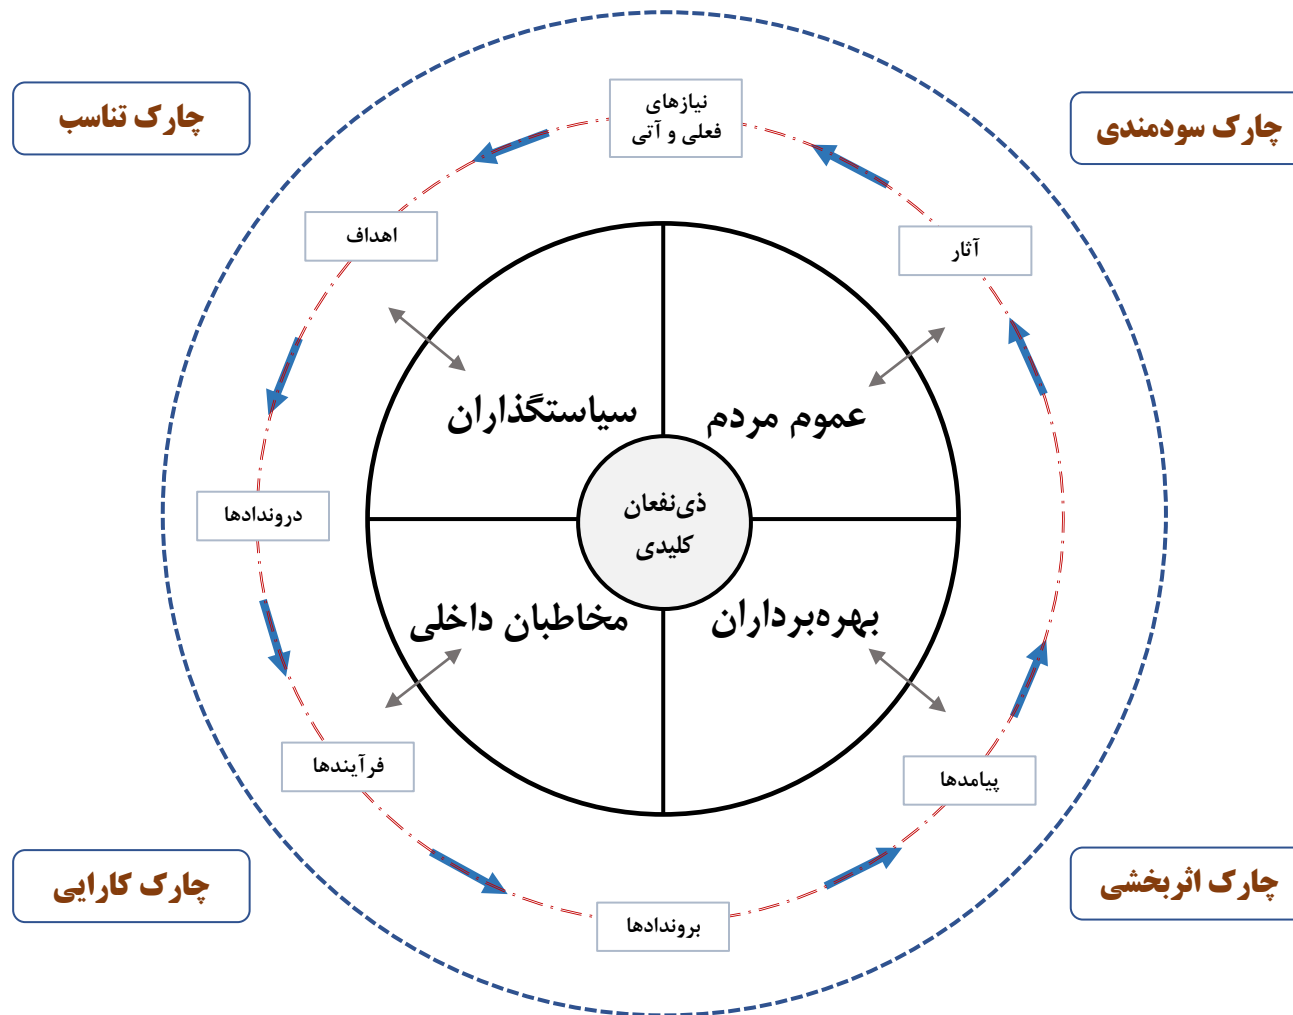 نیازهای
فعلی و آتی
چارک سودمندی
چارک تناسب
آثار
اهداف
عموم مردم
سیاستگذاران
ذی‌نفعان
کلیدی
دروندادها
بهره‌برداران
مخاطبان داخلی
پیامدها
فرآیندها
چارک اثربخشی
چارک کارایی
بروندادها